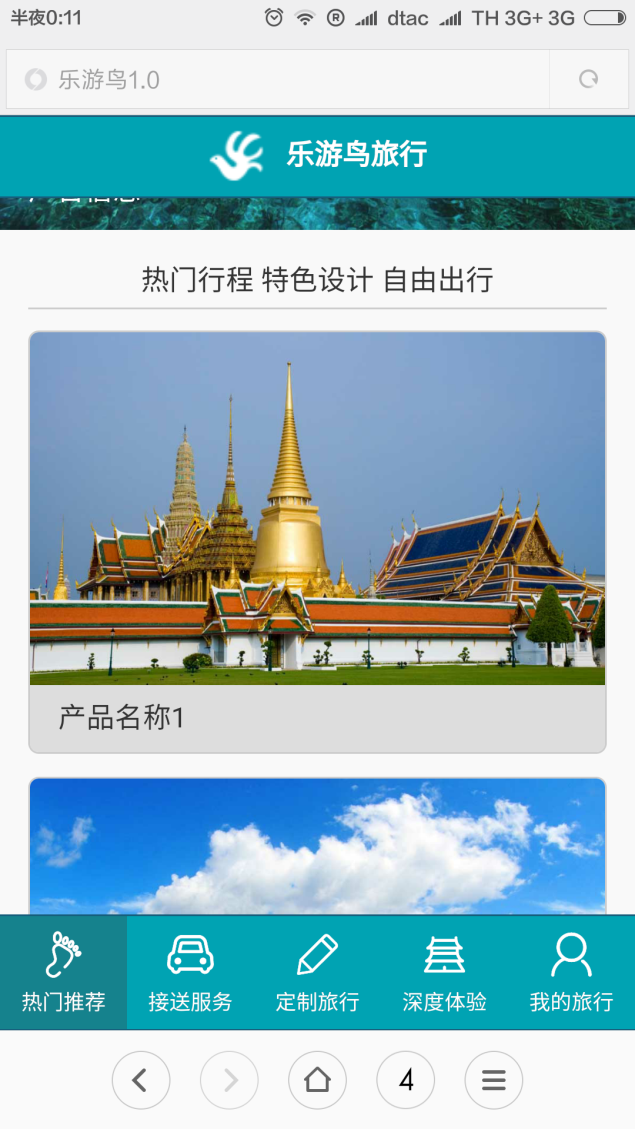 半夜0:11 R dtac TH 3G+ 3G
乐游鸟1.0
乐游鸟旅行
热门行程 特色设计 自由出行
产品名称1
热门推荐 接送服务 定制旅行 深度体验 我的旅行
4